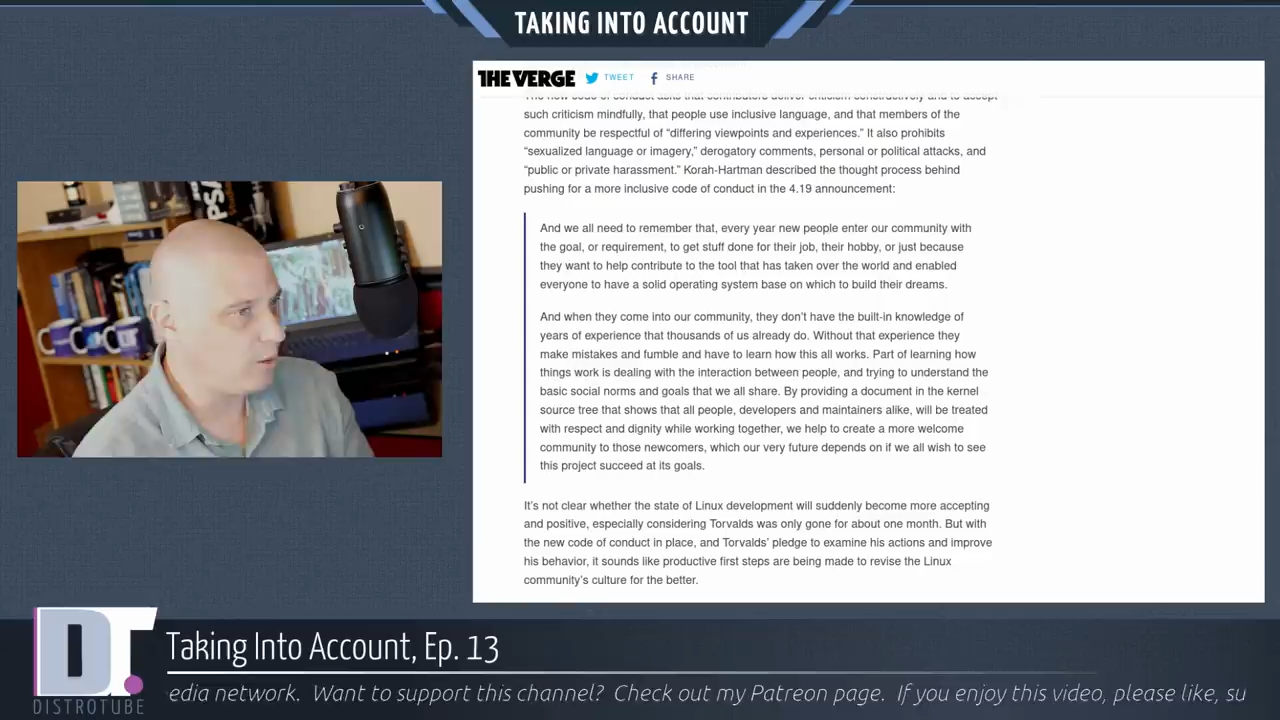 TAKING INTO ACCOUNT
THE VERGE TWEET SHARE
The new code of conduct asks that contributors deliver criticism constructively and to accept
such criticism mindfully, that people use inclusive language, and that members of the
community be respectful of “differing viewpoints and experiences.” It also prohibits
“sexualized language or imagery,” derogatory comments, personal or political attacks, and
“public or private harassment.” Korah-Hartman described the thought process behind
pushing for a more inclusive code of conduct in the 4.19 announcement:
And we all need to remember that, every year new people enter our community with
the goal, or requirement, to get stuff done for their job, their hobby, or just because
they want to help contribute to the tool that has taken over the world and enabled
everyone to have a solid operating system base on which to build their dreams.
And when they come into our community, they don’t have the built-in knowledge of
years of experience that thousands of us already do. Without that experience they
make mistakes and fumble and have to learn how this all works. Part of learning how
things work is dealing with the interaction between people, and trying to understand the
basic social norms and goals that we all share. By providing a document in the kernel
source tree that shows that all people, developers and maintainers alike, will be treated
with respect and dignity while working together, we help to create a more welcome
community to those newcomers, which our very future depends on if we all wish to see
this project succeed at its goals.
It’s not clear whether the state of Linux development will suddenly become more accepting
and positive, especially considering Torvalds was only gone for about one month. But with
the new code of conduct in place, and Torvalds’ pledge to examine his actions and improve
his behavior, it sounds like productive first steps are being made to revise the Linux
community’s culture for the better.
DT
DISTROTUBE
Taking Into Account, Ep. 13
edia network. Want to support this channel? Check out my Patreon page. If you enjoy this video, please like, su